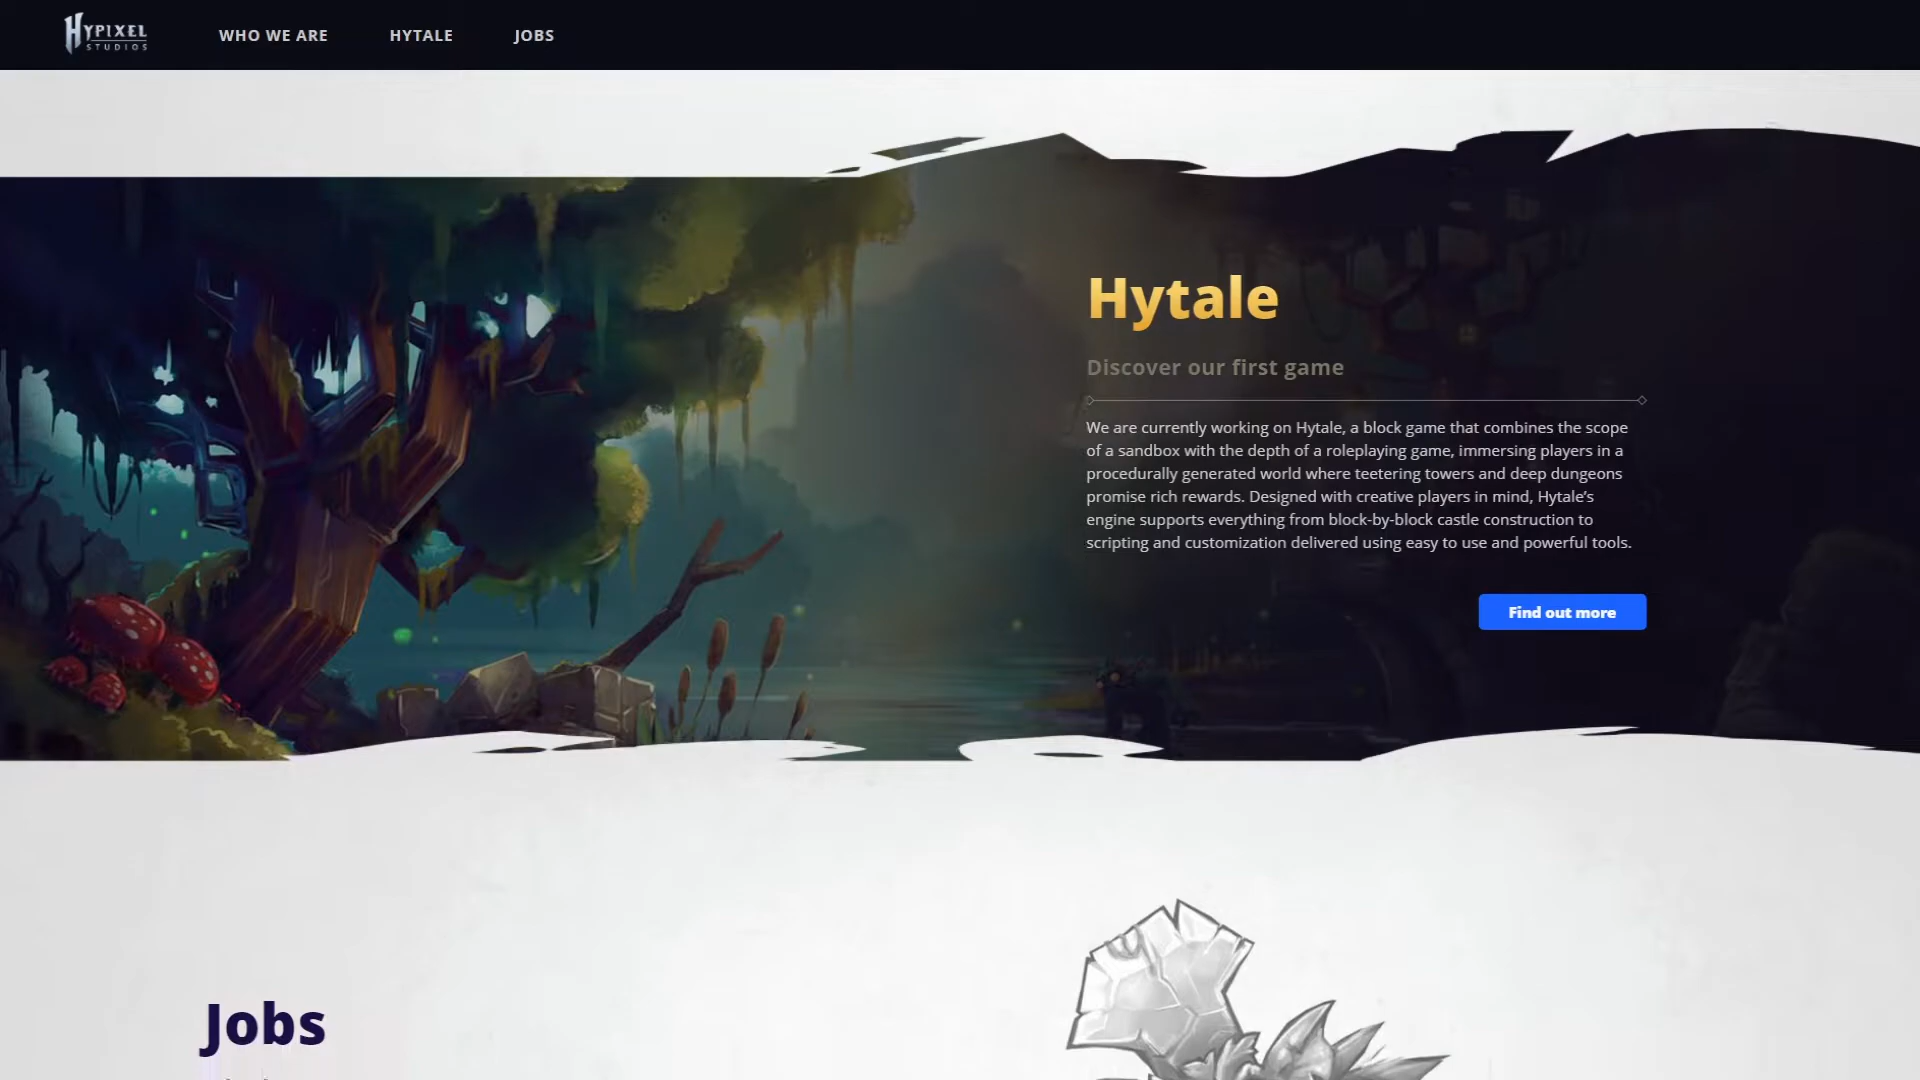 HYPIXEL
STUDIOS
WHO WE ARE
HYTALE
JOBS
Hytale
Discover our first game
We are currently working on Hytale, a block game that combines the scope
of a sandbox with the depth of a roleplaying game, immersing players in a
procedurally generated world where teetering towers and deep dungeons
promise rich rewards. Designed with creative players in mind, Hytale's
engine supports everything from block-by-block castle construction to
scripting and customization delivered using easy to use and powerful tools.
Find out more
Jobs